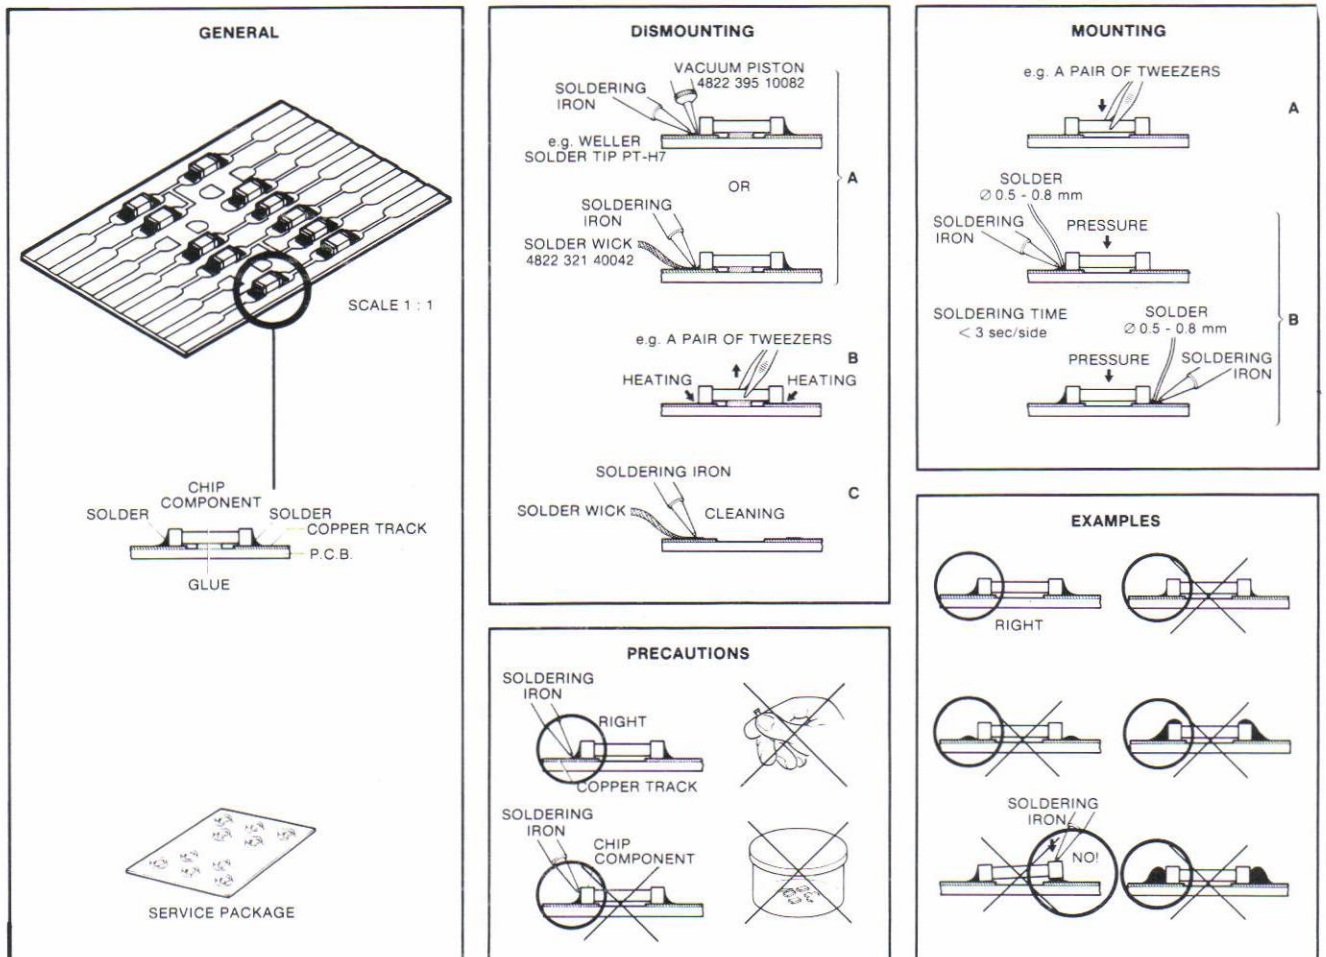 GENERAL
SCALE 1 : 1
CHIP
COMPONENT
SOLDER
SOLDER
COPPER TRACK
P.C.B.
GLUE
SERVICE PACKAGE
DISMOUNTING
VACUUM PISTON
4822 395 10082
SOLDERING
IRON
e.g. WELLER
SOLDER TIP PT-H7
A
OR
SOLDERING
IRON
SOLDER WICK
4822 321 40042
e.g. A PAIR OF TWEEZERS
B
HEATING
HEATING
SOLDERING IRON
C
SOLDER WICK
CLEANING
PRECAUTIONS
SOLDERING
IRON
RIGHT
COPPER TRACK
SOLDERING
IRON
CHIP
COMPONENT
MOUNTING
e.g. A PAIR OF TWEEZERS
A
SOLDER
∅ 0.5 - 0.8 mm
SOLDERING
IRON
PRESSURE
SOLDERING TIME
< 3 sec/side
SOLDER
∅ 0.5 - 0.8 mm
B
PRESSURE
SOLDERING
IRON
EXAMPLES
RIGHT
SOLDERING
IRON
NO!